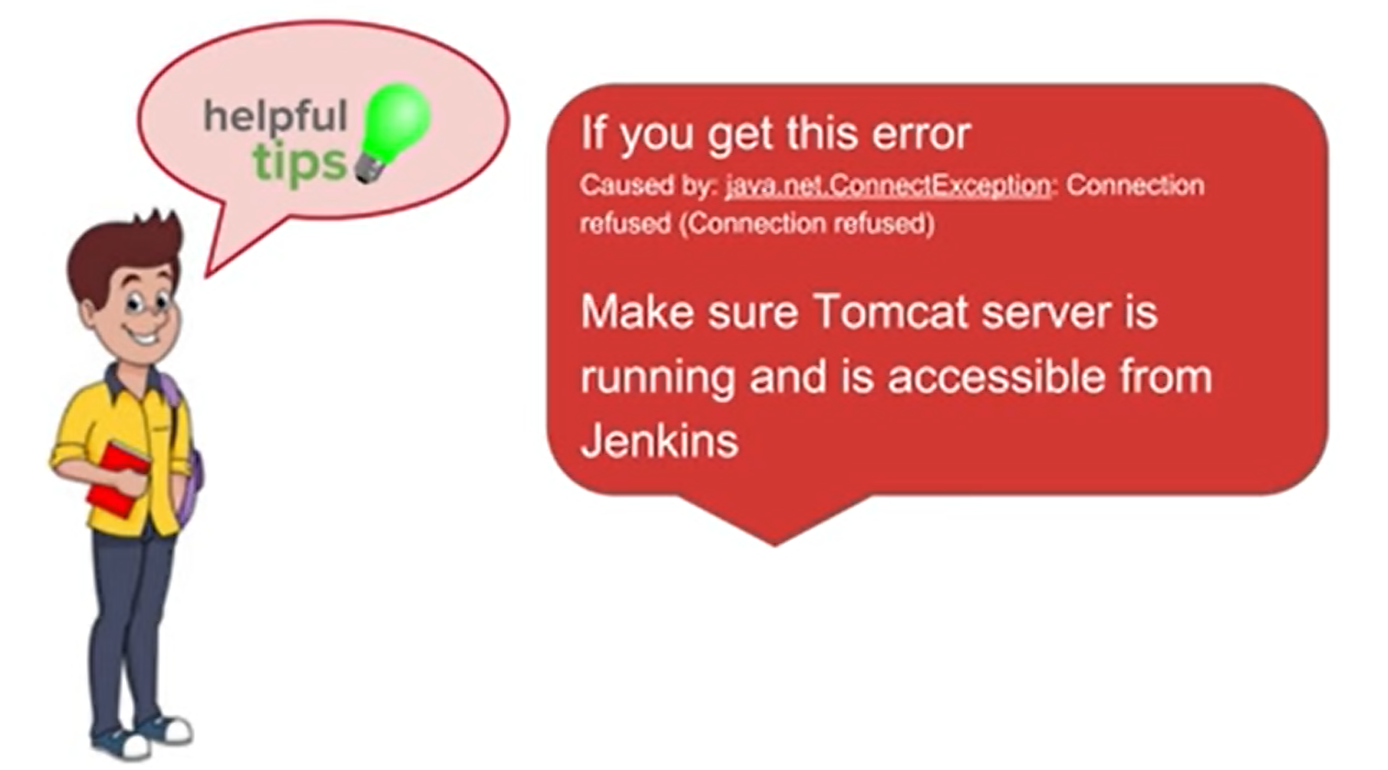 helpful
tips
If you get this error
Caused by: java.net.ConnectException: Connection
refused (Connection refused)
Make sure Tomcat server is
running and is accessible from
Jenkins